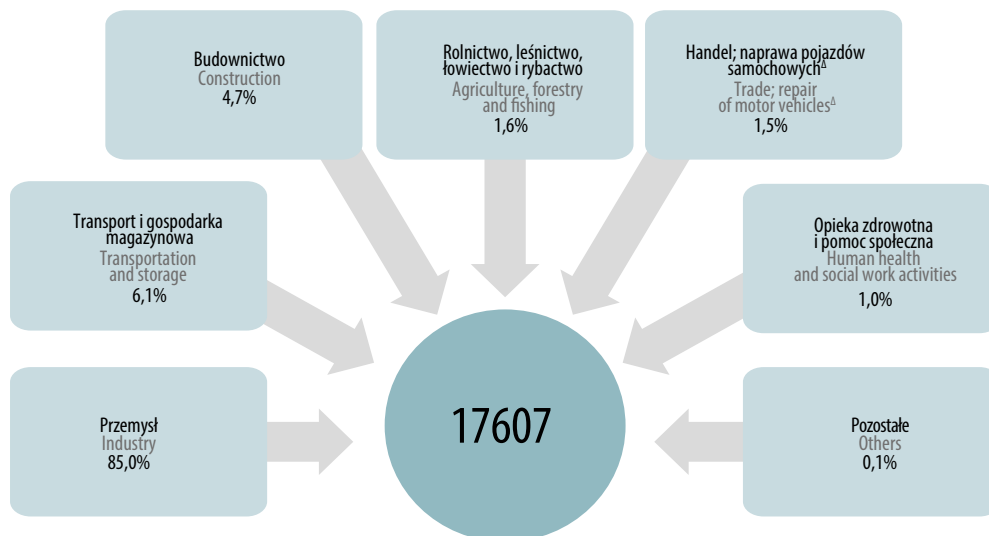 Budownictwo
Construction
4,7%
Rolnictwo, leśnictwo,
łowiectwo i rybactwo
Agriculture, forestry
and fishing
1,6%
Handel; naprawa pojazdów
samochowych∆
Trade; repair
of motor vehicles∆
1,5%
Transport i gospodarka
magazynowa
Transportation
and storage
6,1%
Opieka zdrowotna
i pomoc społeczna
Human health
and social work activities
1,0%
Przemysł
Industry
85,0%
17607
Pozostałe
Others
0,1%